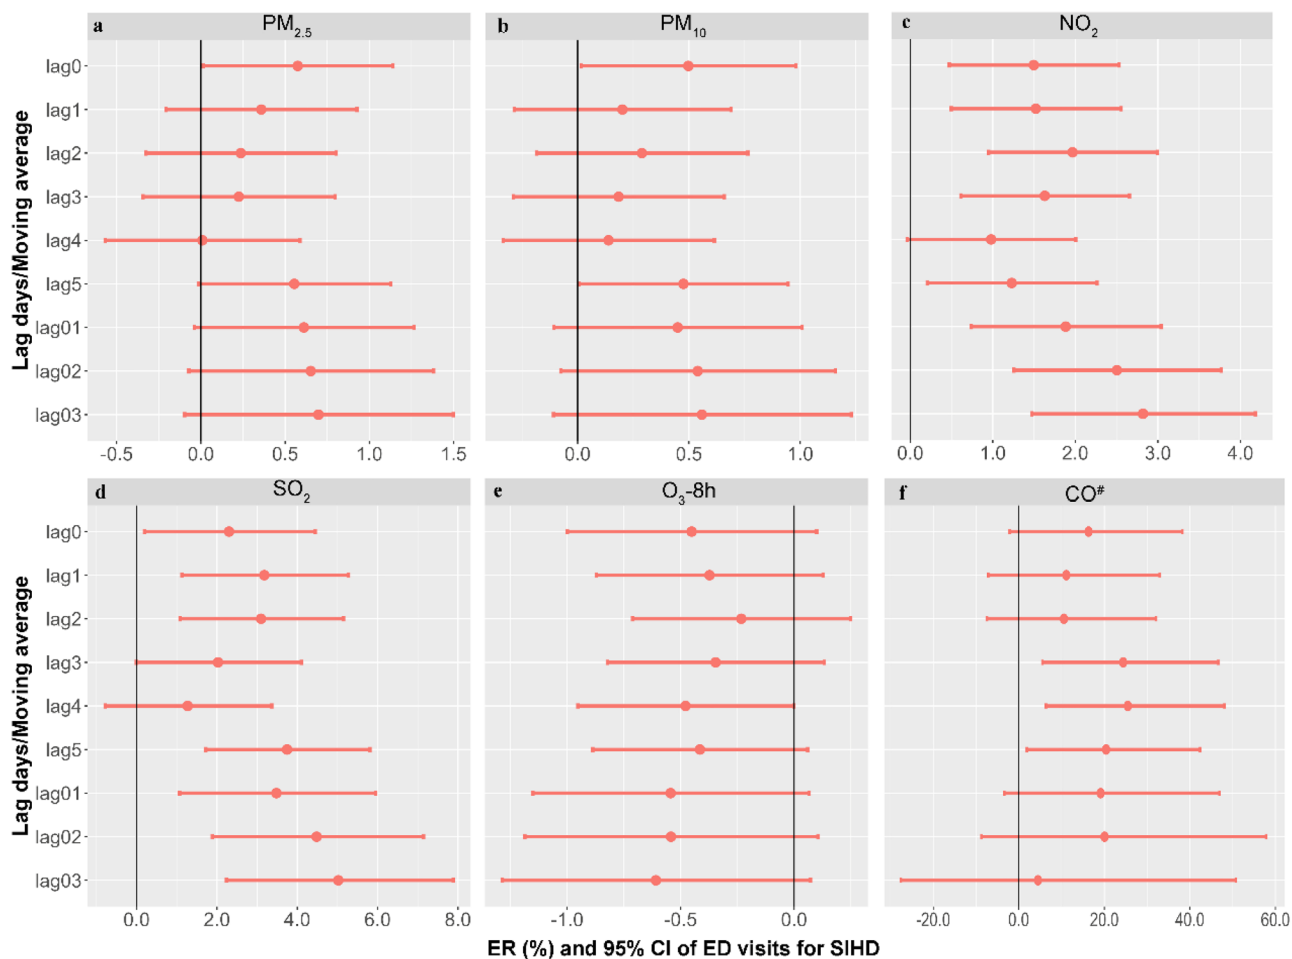 a PM2.5
b PM10
c NO2
lag0
lag1
lag2
lag3
lag4
lag5
lag01
lag02
lag03
Lag days/Moving average
-0.5 0.0 0.5 1.0 1.5
0.0 0.5 1.0
0.0 1.0 2.0 3.0 4.0
d SO2
e O3-8h
f CO#
lag0
lag1
lag2
lag3
lag4
lag5
lag01
lag02
lag03
Lag days/Moving average
0.0 2.0 4.0 6.0 8.0
-1.0 -0.5 0.0
-20.0 0.0 20.0 40.0 60.0
ER (%) and 95% CI of ED visits for SIHD